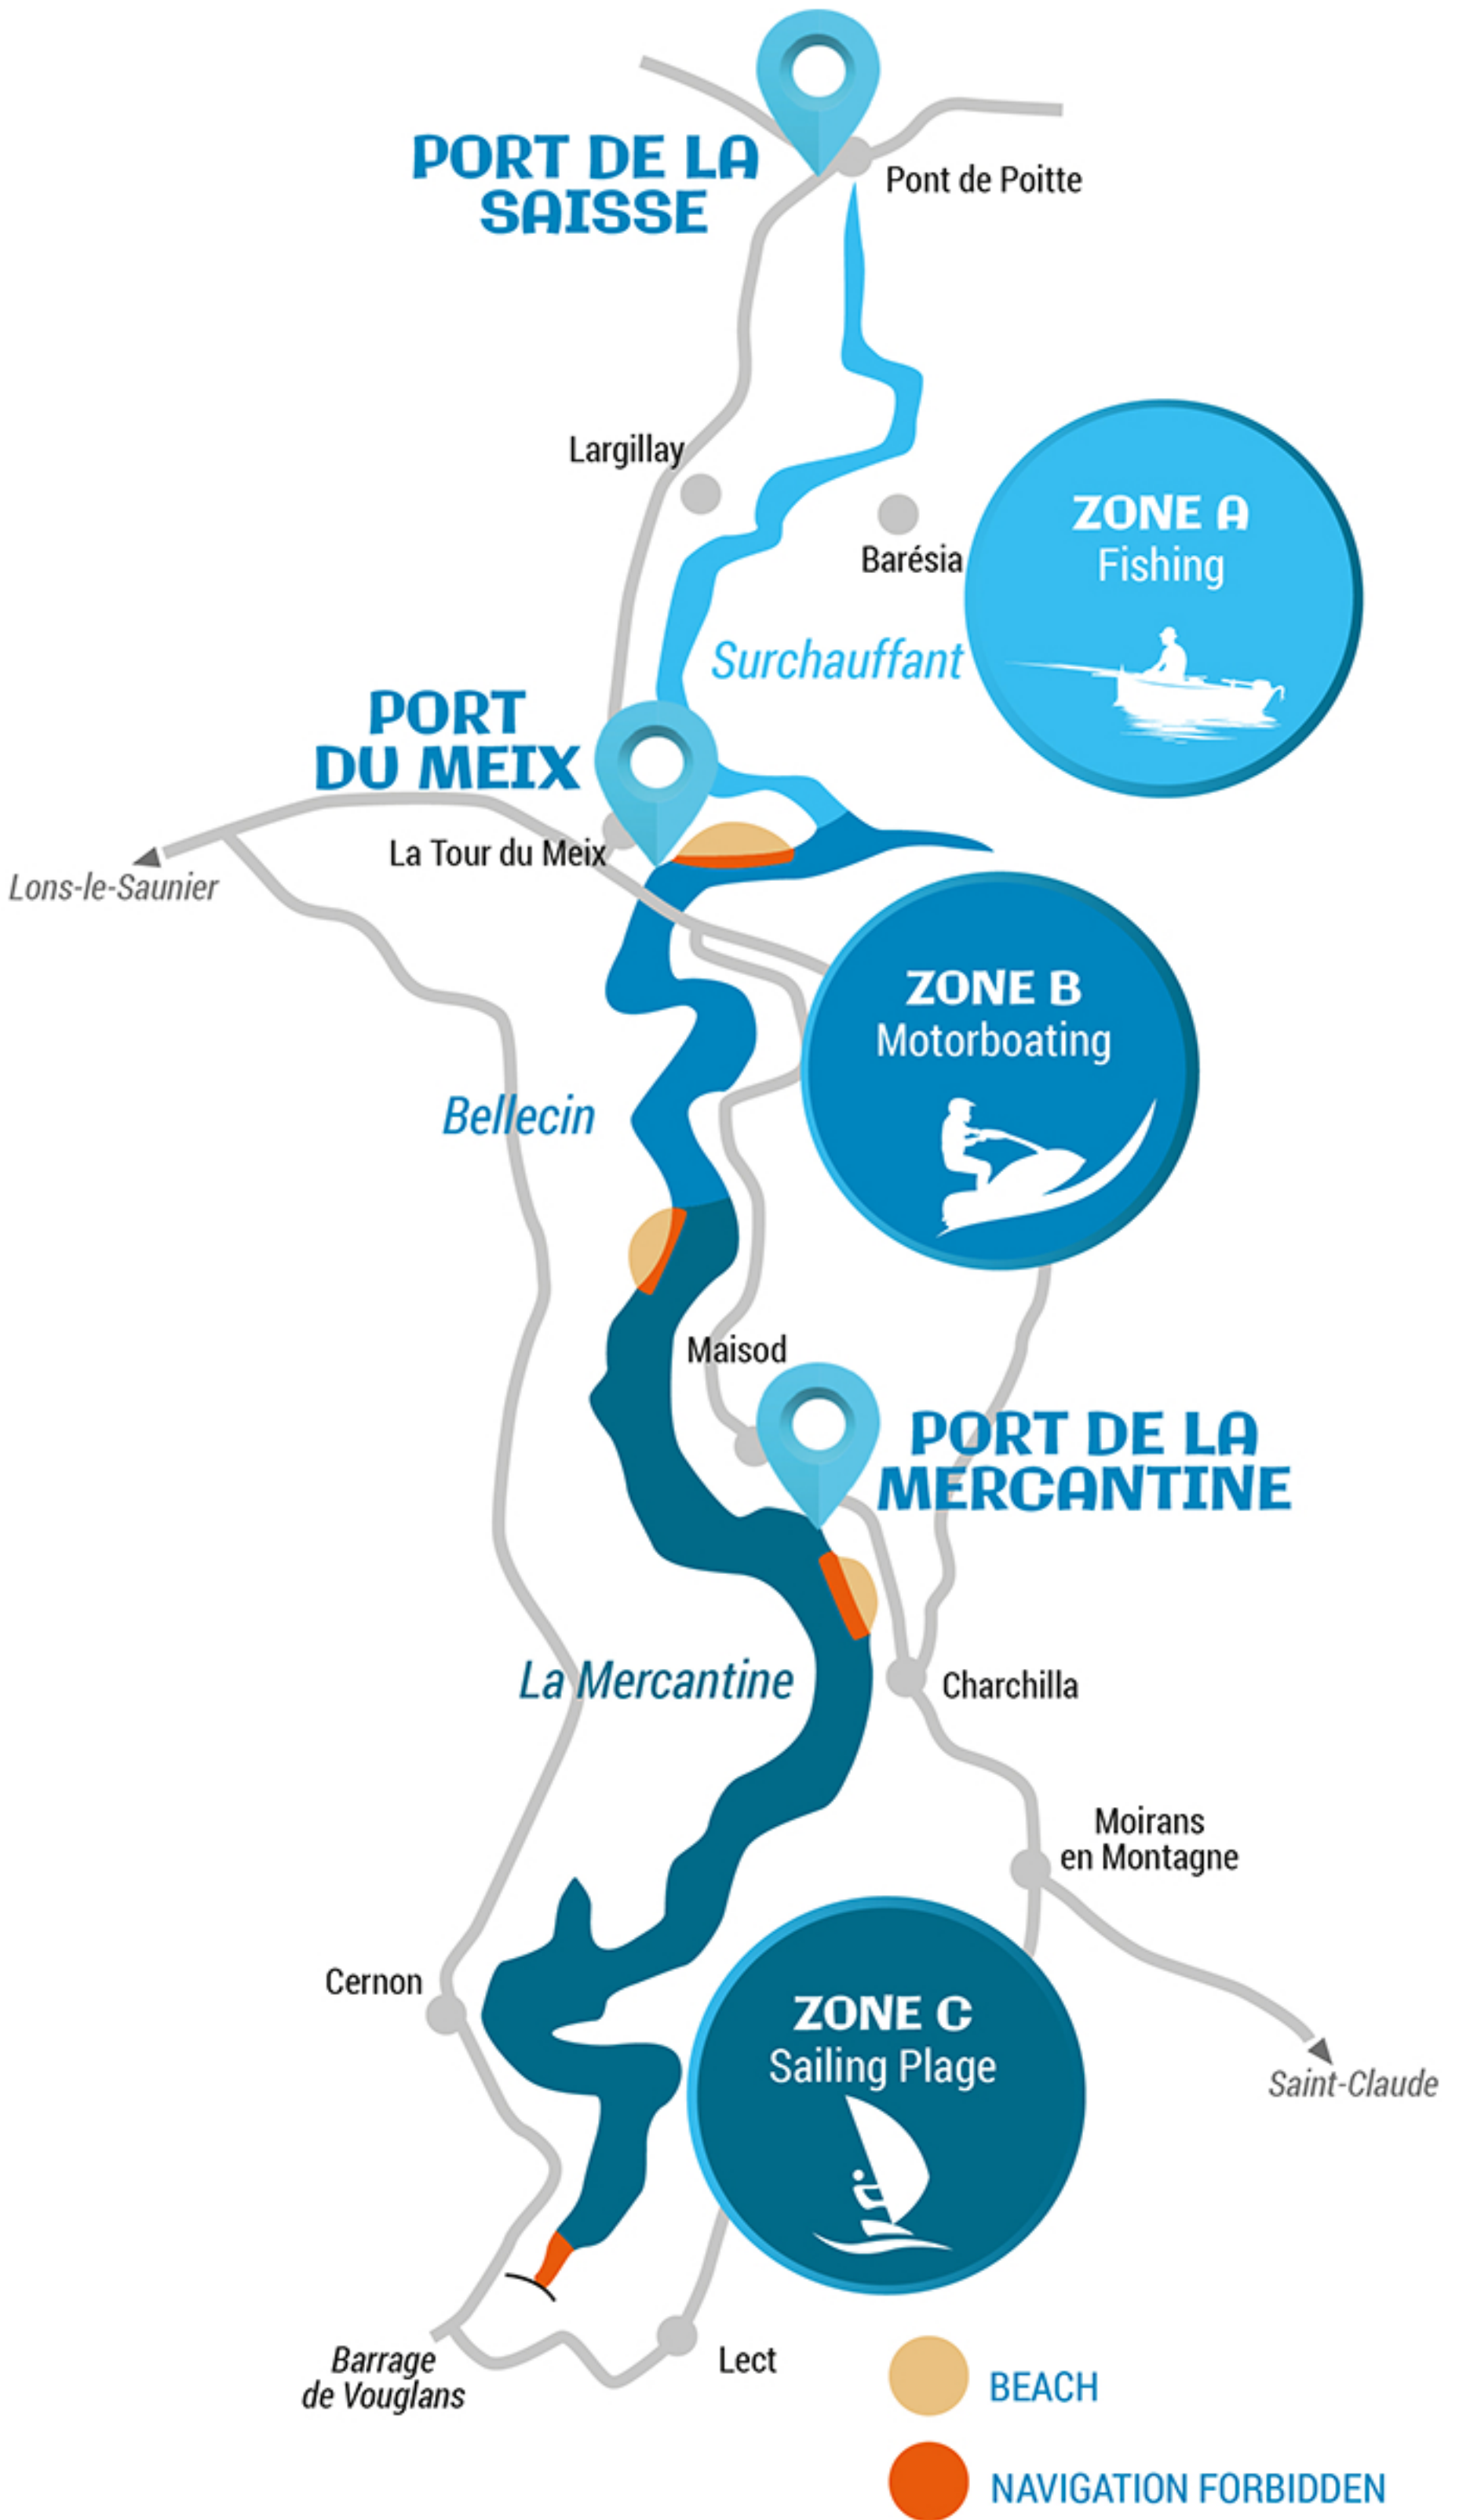 PORT DE LA
SAISSE
Pont de Poitte
Largillay
Barésia
ZONE A
Fishing
Surchauffant
PORT
DU MEIX
La Tour du Meix
Lons-le-Saunier
ZONE B
Motorboating
Bellecin
Maisod
PORT DE LA
MERCANTINE
La Mercantine
Charchilla
Moirans
en Montagne
Cernon
ZONE C
Sailing Plage
Saint-Claude
Barrage
de Vouglans
Lect
BEACH
NAVIGATION FORBIDDEN